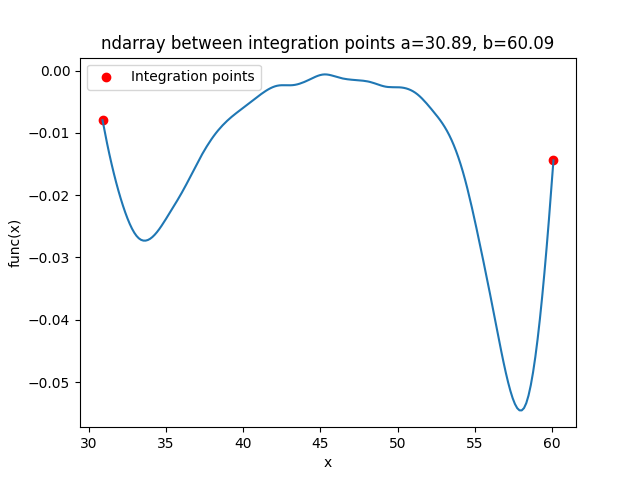 ndarray between integration points a=30.89, b=60.09
Integration points
0.00
−0.01
−0.02
−0.03
−0.04
−0.05
func(x)
30 35 40 45 50 55 60
x